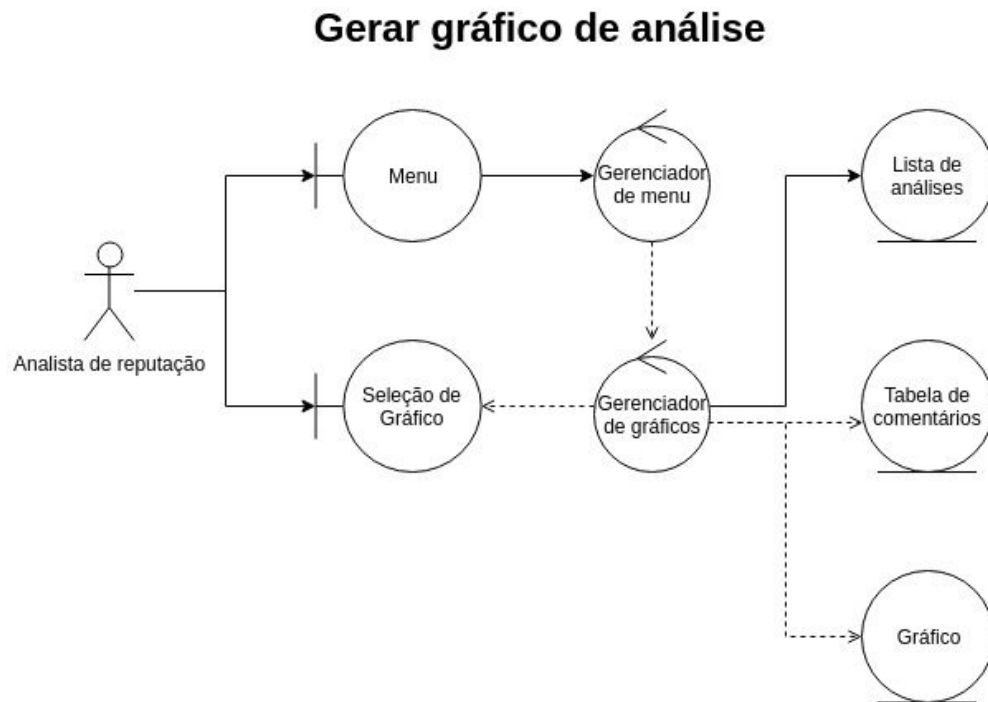 Gerar gráfico de análise
Menu
Gerenciador
de menu
Lista de
análises
Analista de reputação
Seleção de
Gráfico
Gerenciador
de gráficos
Tabela de
comentários
Gráfico